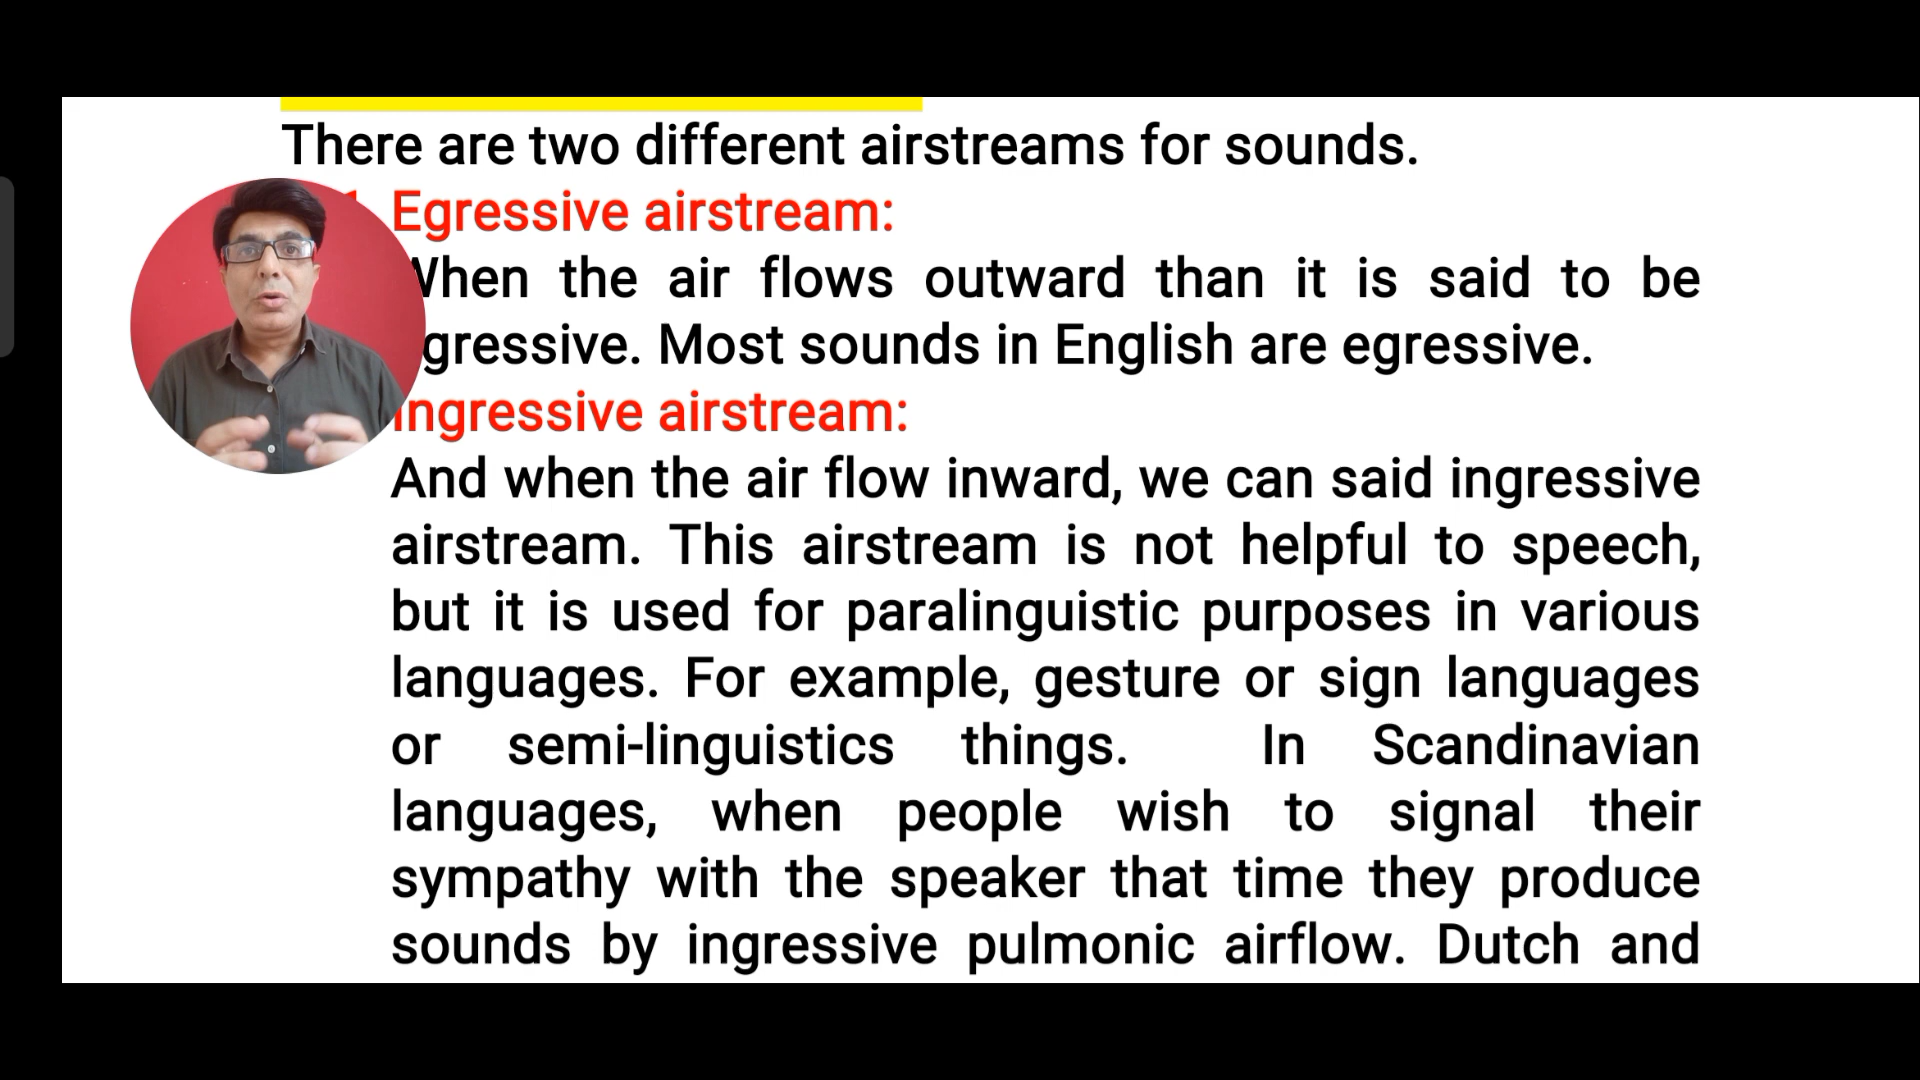 There are two different airstreams for sounds.
Egressive airstream:
When the air flows outward than it is said to be
gressive. Most sounds in English are egressive.
Ingressive airstream:
And when the air flow inward, we can said ingressive
airstream. This airstream is not helpful to speech,
but it is used for paralinguistic purposes in various
languages. For example, gesture or sign languages
or semi-linguistics things. In Scandinavian
languages, when people wish to signal their
sympathy with the speaker that time they produce
sounds by ingressive pulmonic airflow. Dutch and